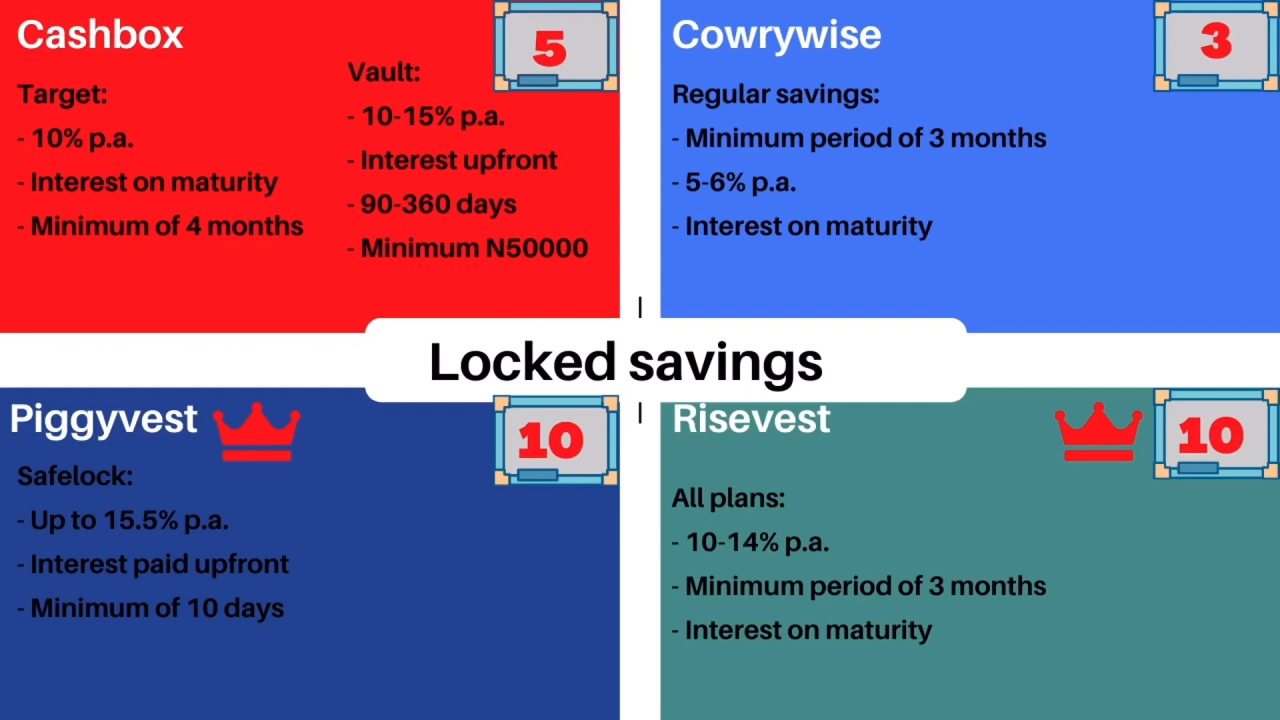 Cashbox
5
Target:
- 10% p.a.
- Interest on maturity
- Minimum of 4 months
Vault:
- 10-15% p.a.
- Interest upfront
- 90-360 days
- Minimum N50000
Cowrywise
3
Regular savings:
- Minimum period of 3 months
- 5-6% p.a.
- Interest on maturity
Locked savings
Piggyvest
10
Safelock:
- Up to 15.5% p.a.
- Interest paid upfront
- Minimum of 10 days
Risevest
10
All plans:
- 10-14% p.a.
- Minimum period of 3 months
- Interest on maturity